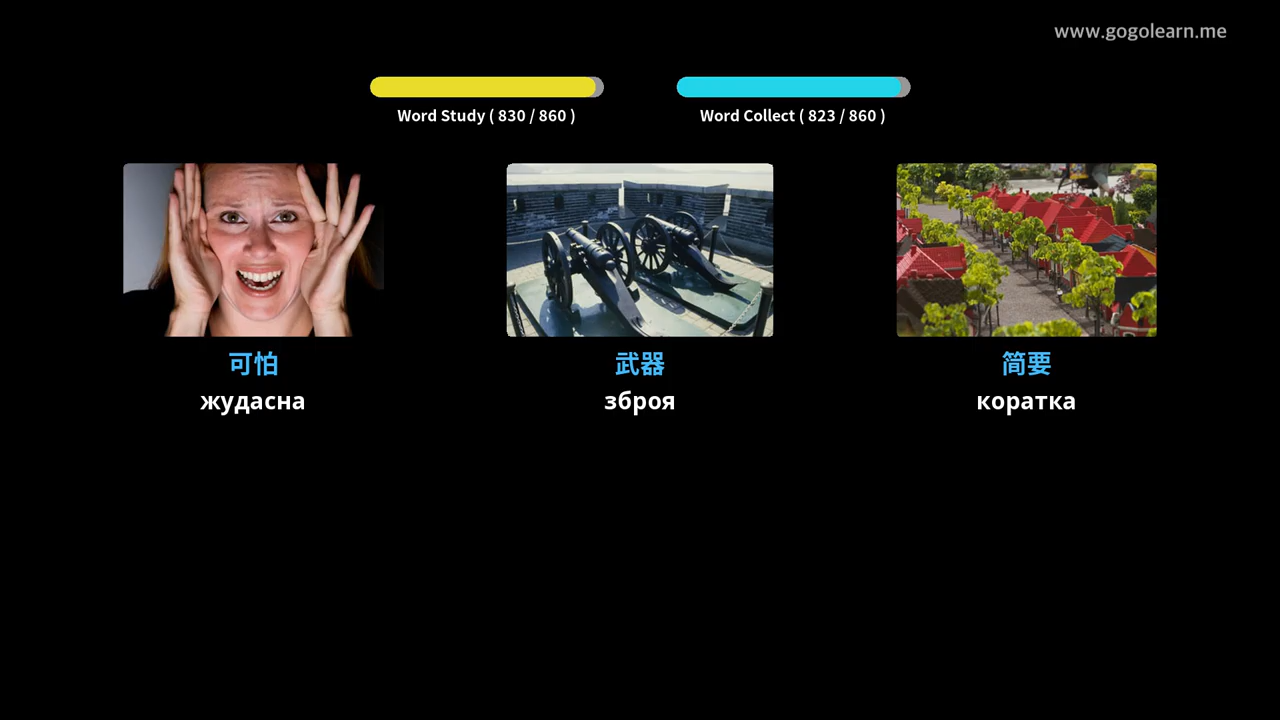 www.gogolearn.me
Word Study ( 830 / 860 )
Word Collect ( 823 / 860 )
可怕
жудасна
武器
зброя
简要
коратка